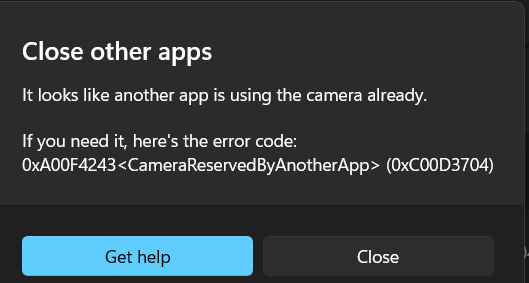 Close other apps
It looks like another app is using the camera already.
If you need it, here's the error code:
0xA00F4243<CameraReservedByAnotherApp> (0xC00D3704)
Get help
Close